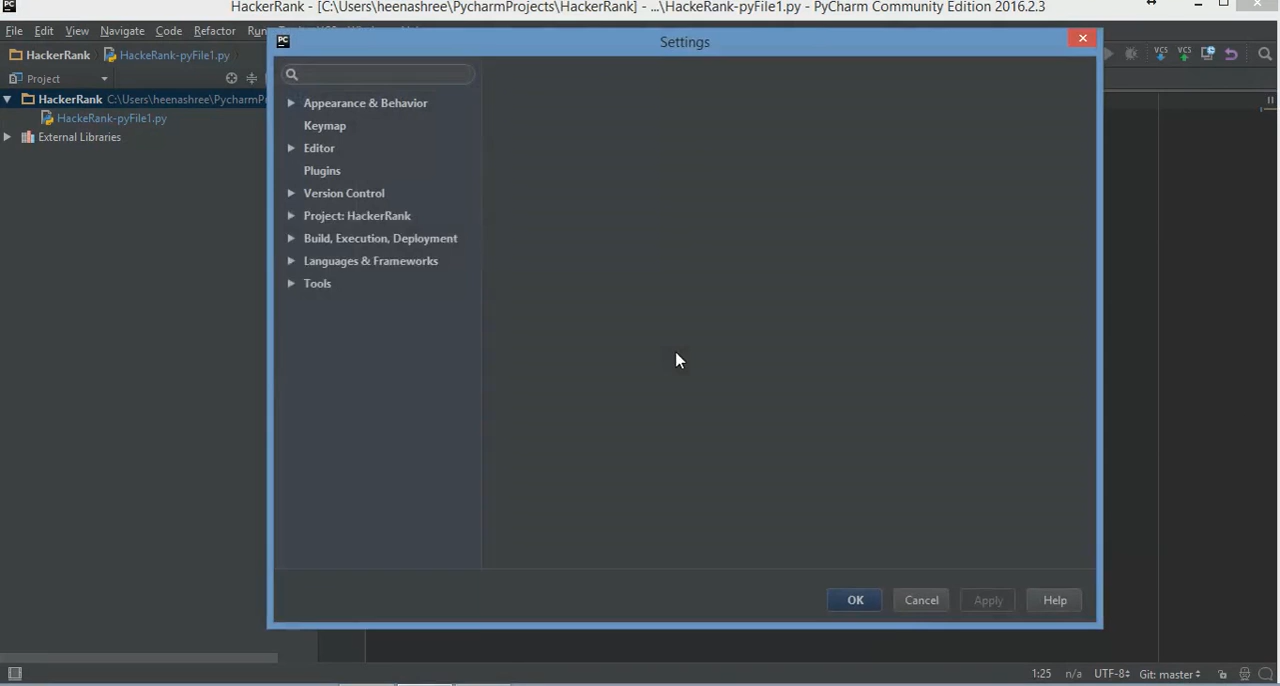 HackerRank - [C:\Users\heenashree\PycharmProjects\HackerRank] - ...\HackeRank-pyFile1.py - PyCharm Community Edition 2016.2.3
File Edit View Navigate Code Refactor
PC Settings
HackerRank HackeRank-pyFile1.py
VCS VCS
Project
HackerRank C:\Users\heenashree\
HackeRank-pyFile1.py
External Libraries
Appearance & Behavior
Keymap
Editor
Plugins
Version Control
Project: HackerRank
Build, Execution, Deployment
Languages & Frameworks
Tools
OK Cancel Apply Help
1:25 n/a UTF-8 Git: master